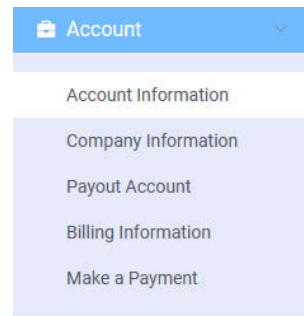 Account
Account Information
Company Information
Payout Account
Billing Information
Make a Payment